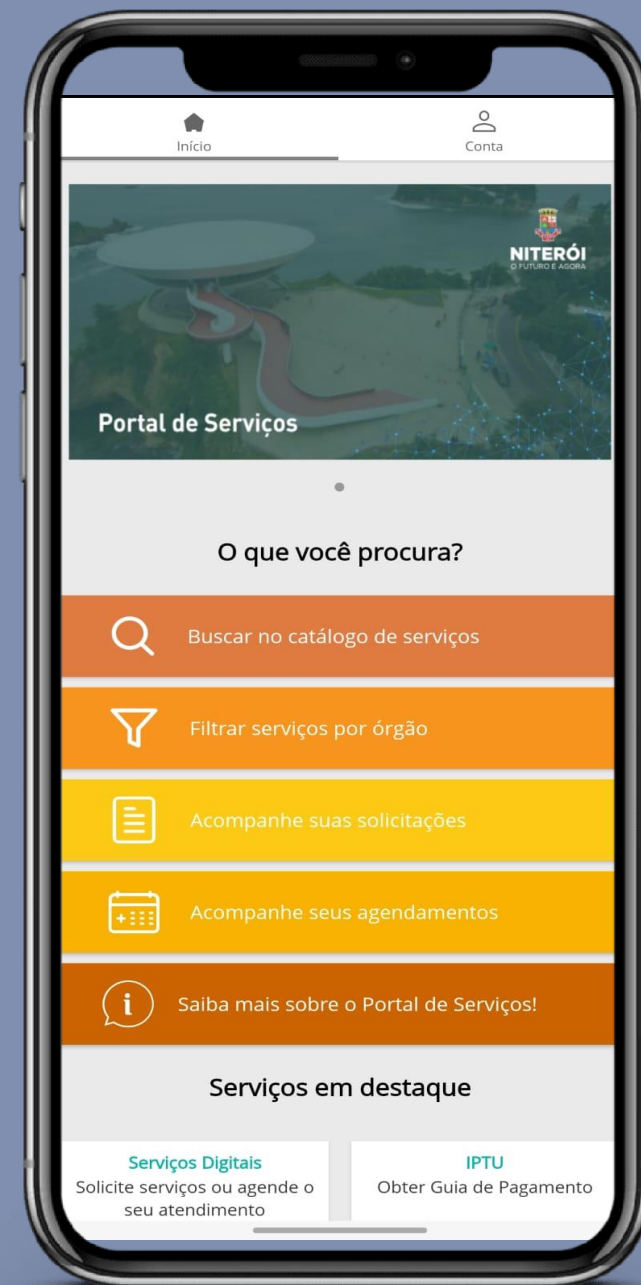 Início
Conta
NITERÓI
O FUTURO É AGORA
Portal de Serviços
O que você procura?
Buscar no catálogo de serviços
Filtrar serviços por órgão
Acompanhe suas solicitações
Acompanhe seus agendamentos
i
Saiba mais sobre o Portal de Serviços!
Serviços em destaque
Serviços Digitais
Solicite serviços ou agende o
seu atendimento
IPTU
Obter Guia de Pagamento